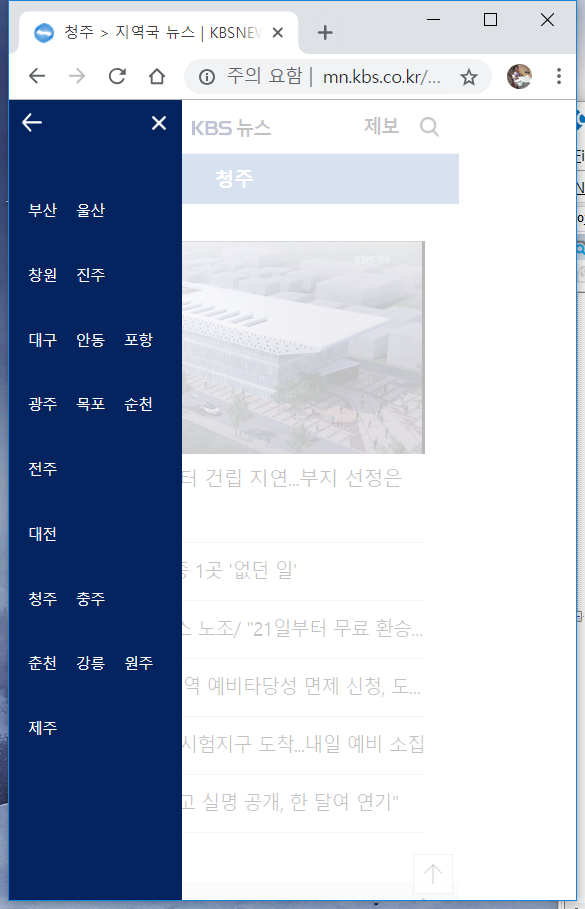 청주 > 지역국 뉴스 | KBSNEW
주의 요함 | mn.kbs.co.kr/...
KBS 뉴스 제보
청주
부산 울산
창원 진주
대구 안동 포항
광주 목포 순천
전주
대전
청주 충주
춘천 강릉 원주
제주
KBS 청주
터 건립 지연...부지 선정은
중 1곳 '없던 일'
스 노조/ "21일부터 무료 환승...
역 예비타당성 면제 신청, 도...
시험지구 도착...내일 예비 소집
고 실명 공개, 한 달여 연기"